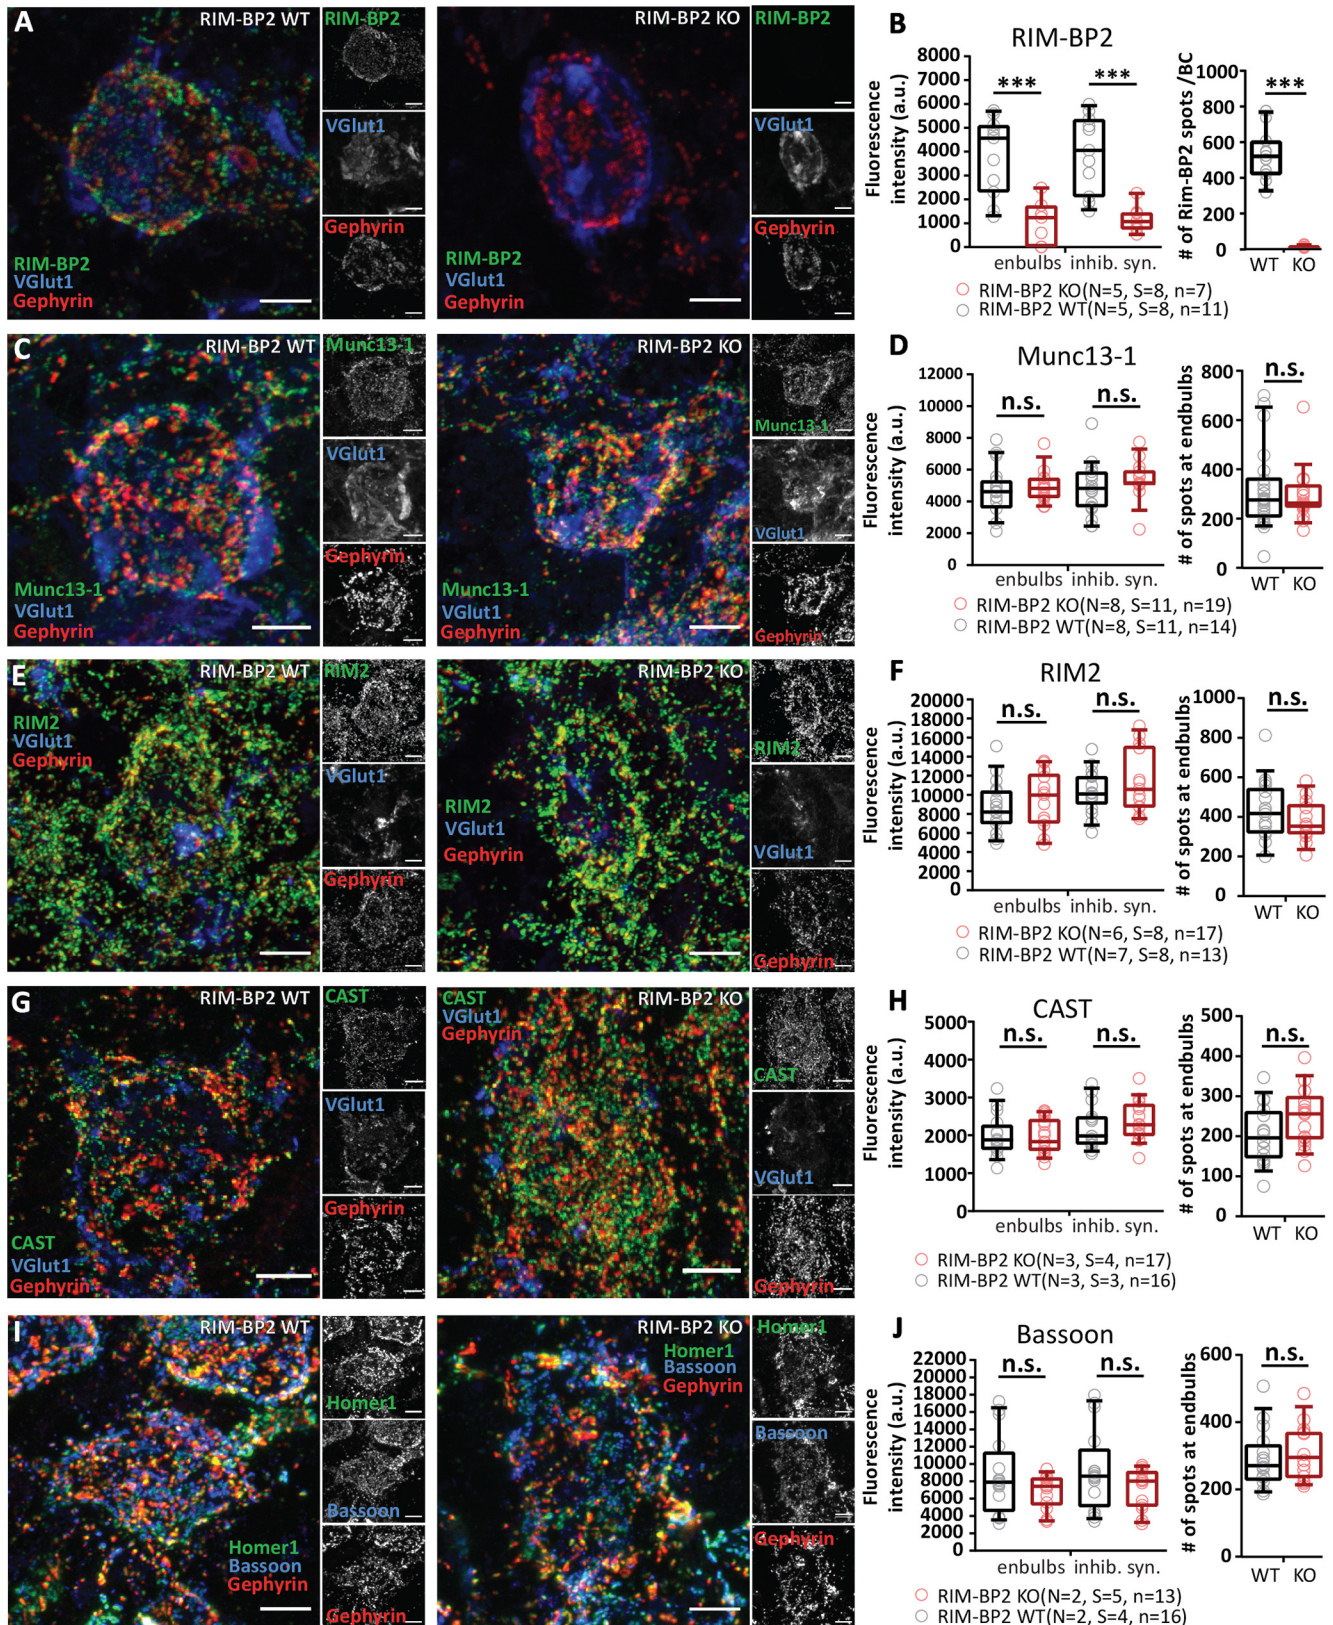 A
RIM-BP2 WT
RIM-BP2
VGlut1
Gephyrin
RIM-BP2
VGlut1
Gephyrin
RIM-BP2 KO
RIM-BP2
VGlut1
Gephyrin
RIM-BP2
VGlut1
Gephyrin
B
RIM-BP2
Fluorescence
intensity (a.u.)
8000
7000
6000
5000
4000
3000
2000
1000
0
***
***
enbulbs inhib. syn.
# of Rim-BP2 spots /BC
1000
800
600
400
200
0
***
WT KO
RIM-BP2 KO(N=5, S=8, n=7)
RIM-BP2 WT(N=5, S=8, n=11)
C
RIM-BP2 WT
Munc13-1
VGlut1
Gephyrin
Munc13-1
VGlut1
Gephyrin
RIM-BP2 KO
Munc13-1
VGlut1
Gephyrin
Munc13-1
VGlut1
Gephyrin
D
Munc13-1
Fluorescence
intensity (a.u.)
12000
10000
8000
6000
4000
2000
0
n.s.
n.s.
enbulbs inhib. syn.
# of spots at endbulbs
800
600
400
200
0
n.s.
WT KO
RIM-BP2 KO(N=8, S=11, n=19)
RIM-BP2 WT(N=8, S=11, n=14)
E
RIM-BP2 WT
RIM2
VGlut1
Gephyrin
RIM2
VGlut1
Gephyrin
RIM-BP2 KO
RIM2
VGlut1
Gephyrin
RIM2
VGlut1
Gephyrin
F
RIM2
Fluorescence
intensity (a.u.)
20000
18000
16000
14000
12000
10000
8000
6000
4000
2000
0
n.s.
n.s.
enbulbs inhib. syn.
# of spots at endbulbs
1000
800
600
400
200
0
n.s.
WT KO
RIM-BP2 KO(N=6, S=8, n=17)
RIM-BP2 WT(N=7, S=8, n=13)
G
RIM-BP2 WT
CAST
VGlut1
Gephyrin
CAST
VGlut1
Gephyrin
CAST
VGlut1
Gephyrin
RIM-BP2 KO
CAST
VGlut1
Gephyrin
H
CAST
Fluorescence
intensity (a.u.)
5000
4000
3000
2000
1000
0
n.s.
n.s.
enbulbs inhib. syn.
# of spots at endbulbs
500
400
300
200
100
0
n.s.
WT KO
RIM-BP2 KO(N=3, S=4, n=17)
RIM-BP2 WT(N=3, S=3, n=16)
I
RIM-BP2 WT
Homer1
Bassoon
Gephyrin
Homer1
Bassoon
Gephyrin
RIM-BP2 KO
Homer1
Bassoon
Gephyrin
Homer1
Bassoon
Gephyrin
J
Bassoon
Fluorescence
intensity (a.u.)
22000
20000
18000
16000
14000
12000
10000
8000
6000
4000
2000
0
n.s.
n.s.
enbulbs inhib. syn.
# of spots at endbulbs
600
400
200
0
n.s.
WT KO
RIM-BP2 KO(N=2, S=5, n=13)
RIM-BP2 WT(N=2, S=4, n=16)